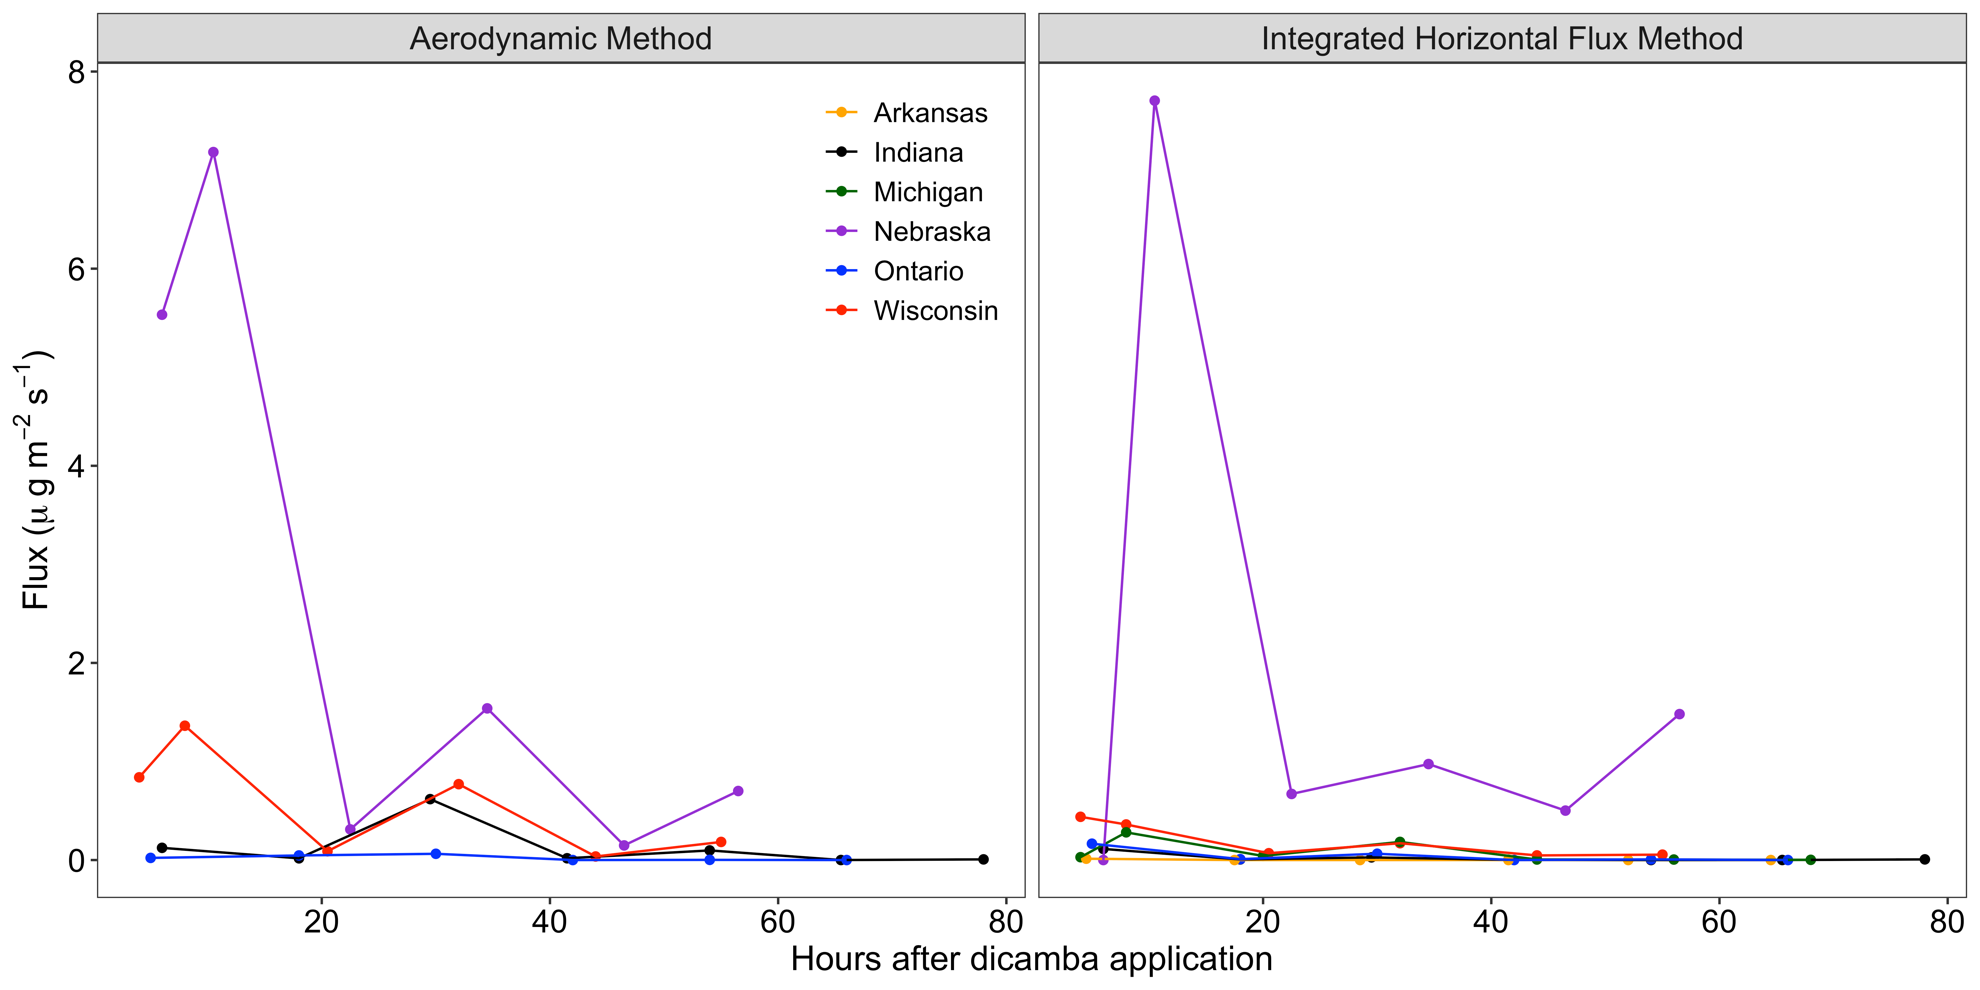 Aerodynamic Method
Integrated Horizontal Flux Method
8
6
4
2
0
Flux (μ g m−2 s−1)
Arkansas
Indiana
Michigan
Nebraska
Ontario
Wisconsin
20 40 60 80
20 40 60 80
Hours after dicamba application